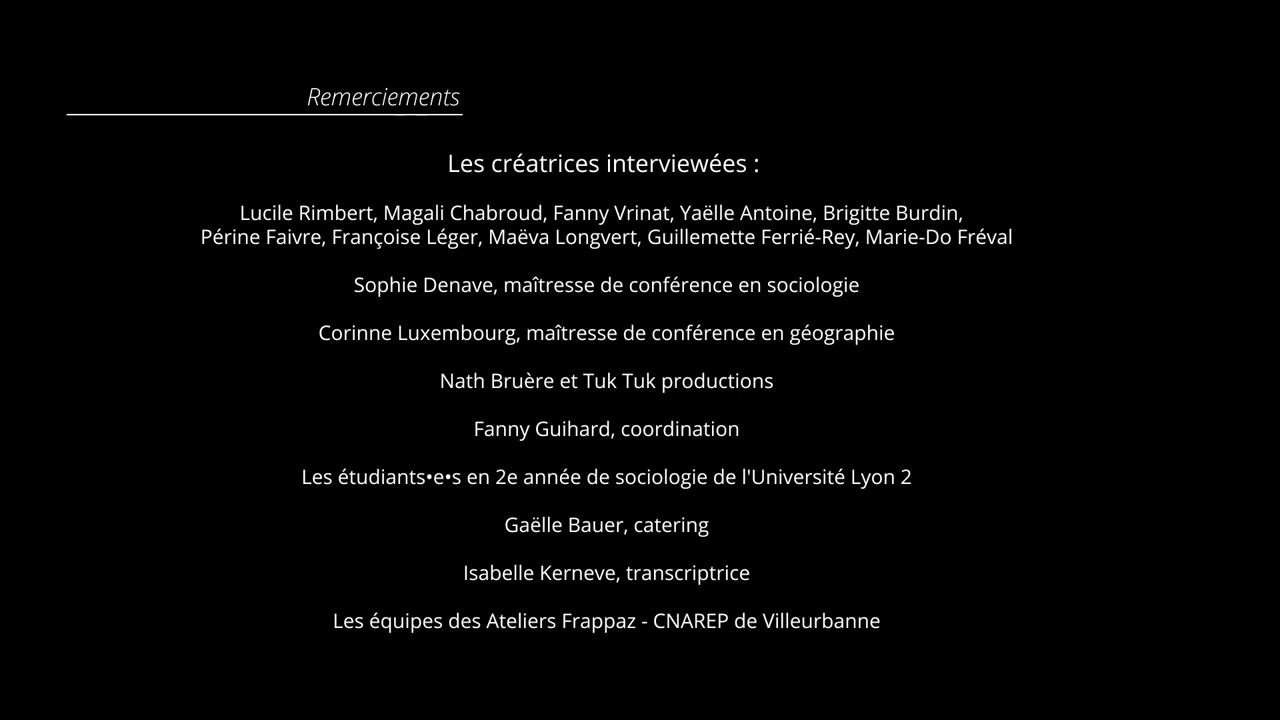 Remerciements
Les créatrices interviewées :
Lucile Rimbert, Magali Chabroud, Fanny Vrinat, Yaëlle Antoine, Brigitte Burdin,
Périne Faivre, Françoise Léger, Maëva Longvert, Guillemette Ferrié-Rey, Marie-Do Fréval
Sophie Denave, maîtresse de conférence en sociologie
Corinne Luxembourg, maîtresse de conférence en géographie
Nath Bruère et Tuk Tuk productions
Fanny Guihard, coordination
Les étudiants•e•s en 2e année de sociologie de l'Université Lyon 2
Gaëlle Bauer, catering
Isabelle Kerneve, transcriptrice
Les équipes des Ateliers Frappaz - CNAREP de Villeurbanne